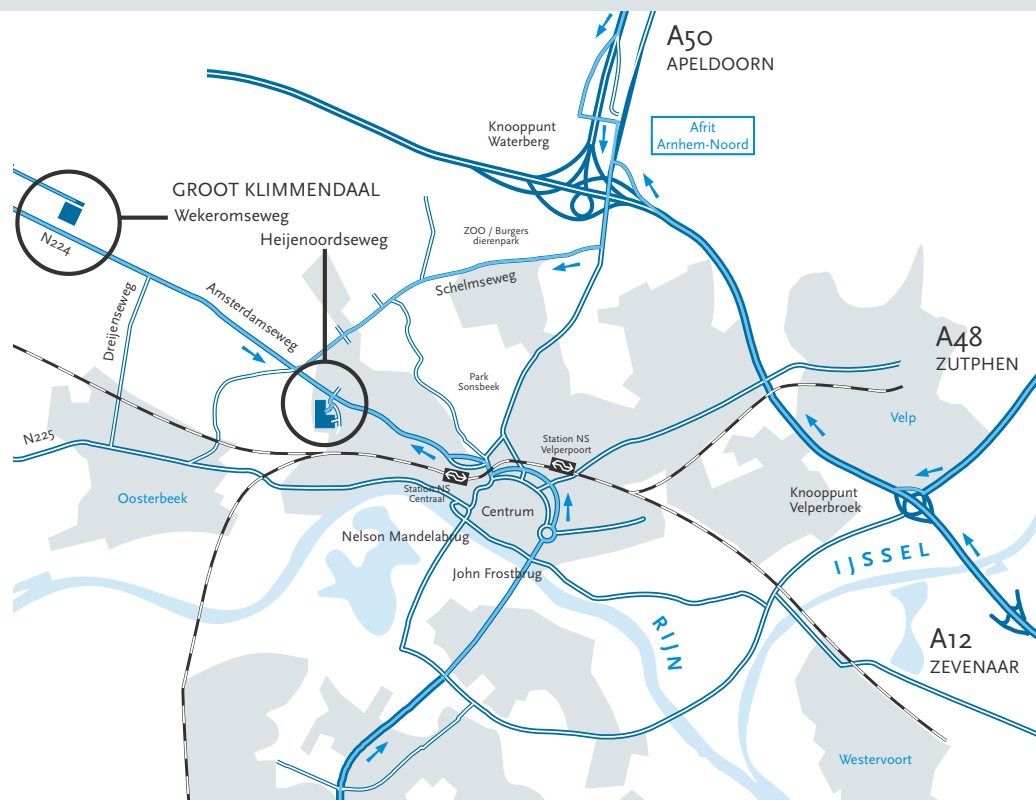 A50
APELDOORN
Knooppunt
Waterberg
Afrit
Arnhem-Noord
GROOT KLIMMENDAAL
Wekeromseweg
Heijenoordseweg
N224
ZOO / Burgers
dierenpark
Schelmseweg
Dreijenseweg
Amsterdamseweg
A48
ZUTPHEN
Park
Sonsbeek
Velp
N225
Station NS
Velperpoort
Station NS
Centraal
Oosterbeek
Centrum
Knooppunt
Velperbroek
Nelson Mandelabrug
IJSSEL
John Frostbrug
RIJN
A12
ZEVENAAR
Westervoort